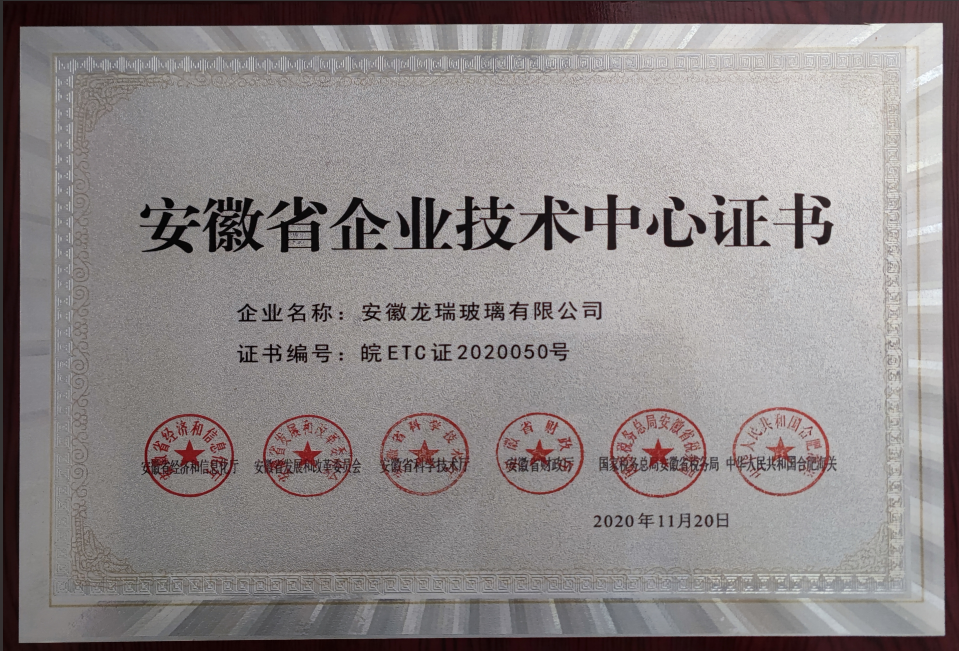 安徽省企业技术中心证书
企业名称：安徽龙瑞玻璃有限公司
证书编号：皖ETC证2020050号
安徽省经济和信息化厅 安徽省发展和改革委员会 安徽省科学技术厅 安徽省财政厅 国家税务总局安徽省税务局 中华人民共和国合肥海关
2020年11月20日